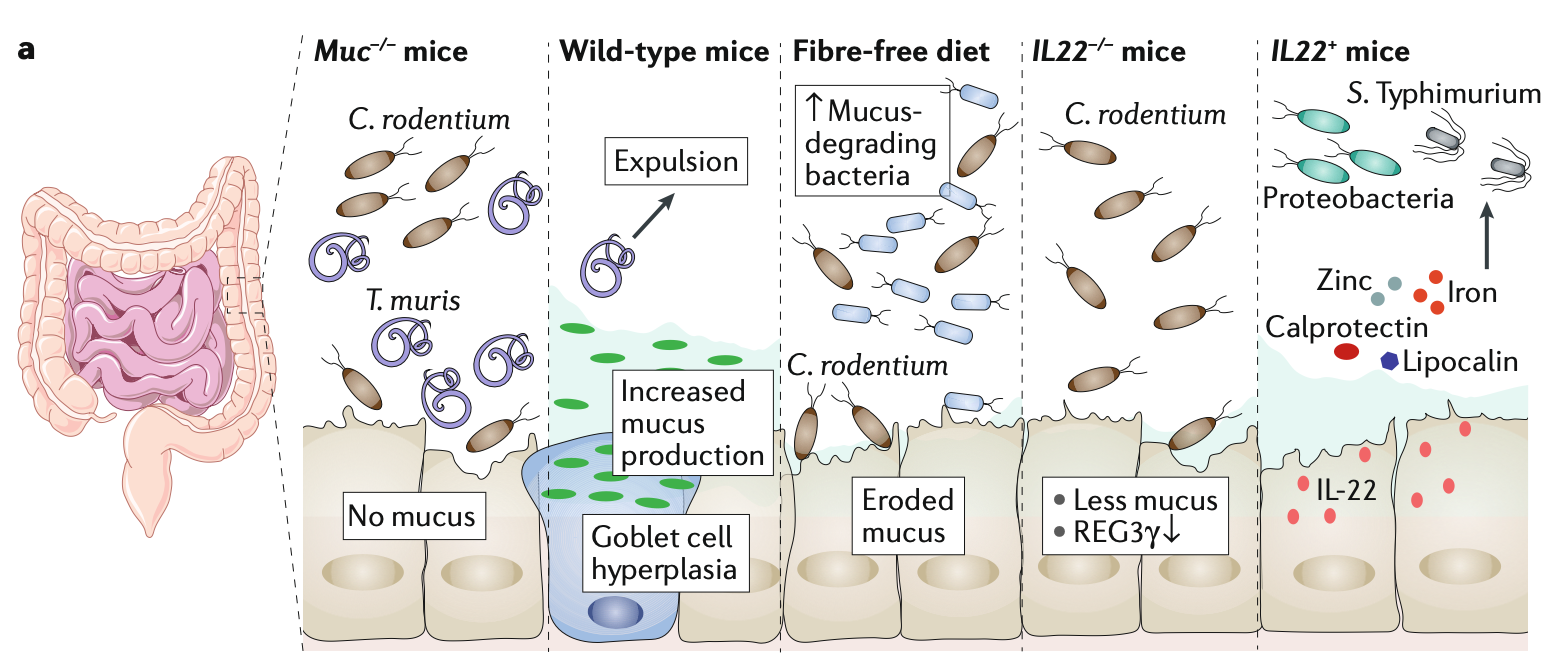 a
Muc⁻/⁻ mice
C. rodentium
T. muris
No mucus
Wild-type mice
Expulsion
Increased
mucus
production
Goblet cell
hyperplasia
Fibre-free diet
↑ Mucus-
degrading
bacteria
C. rodentium
Eroded
mucus
IL22⁻/⁻ mice
C. rodentium
• Less mucus
• REG3γ↓
IL22⁺ mice
S. Typhimurium
Proteobacteria
Zinc
Iron
Calprotectin
Lipocalin
IL-22